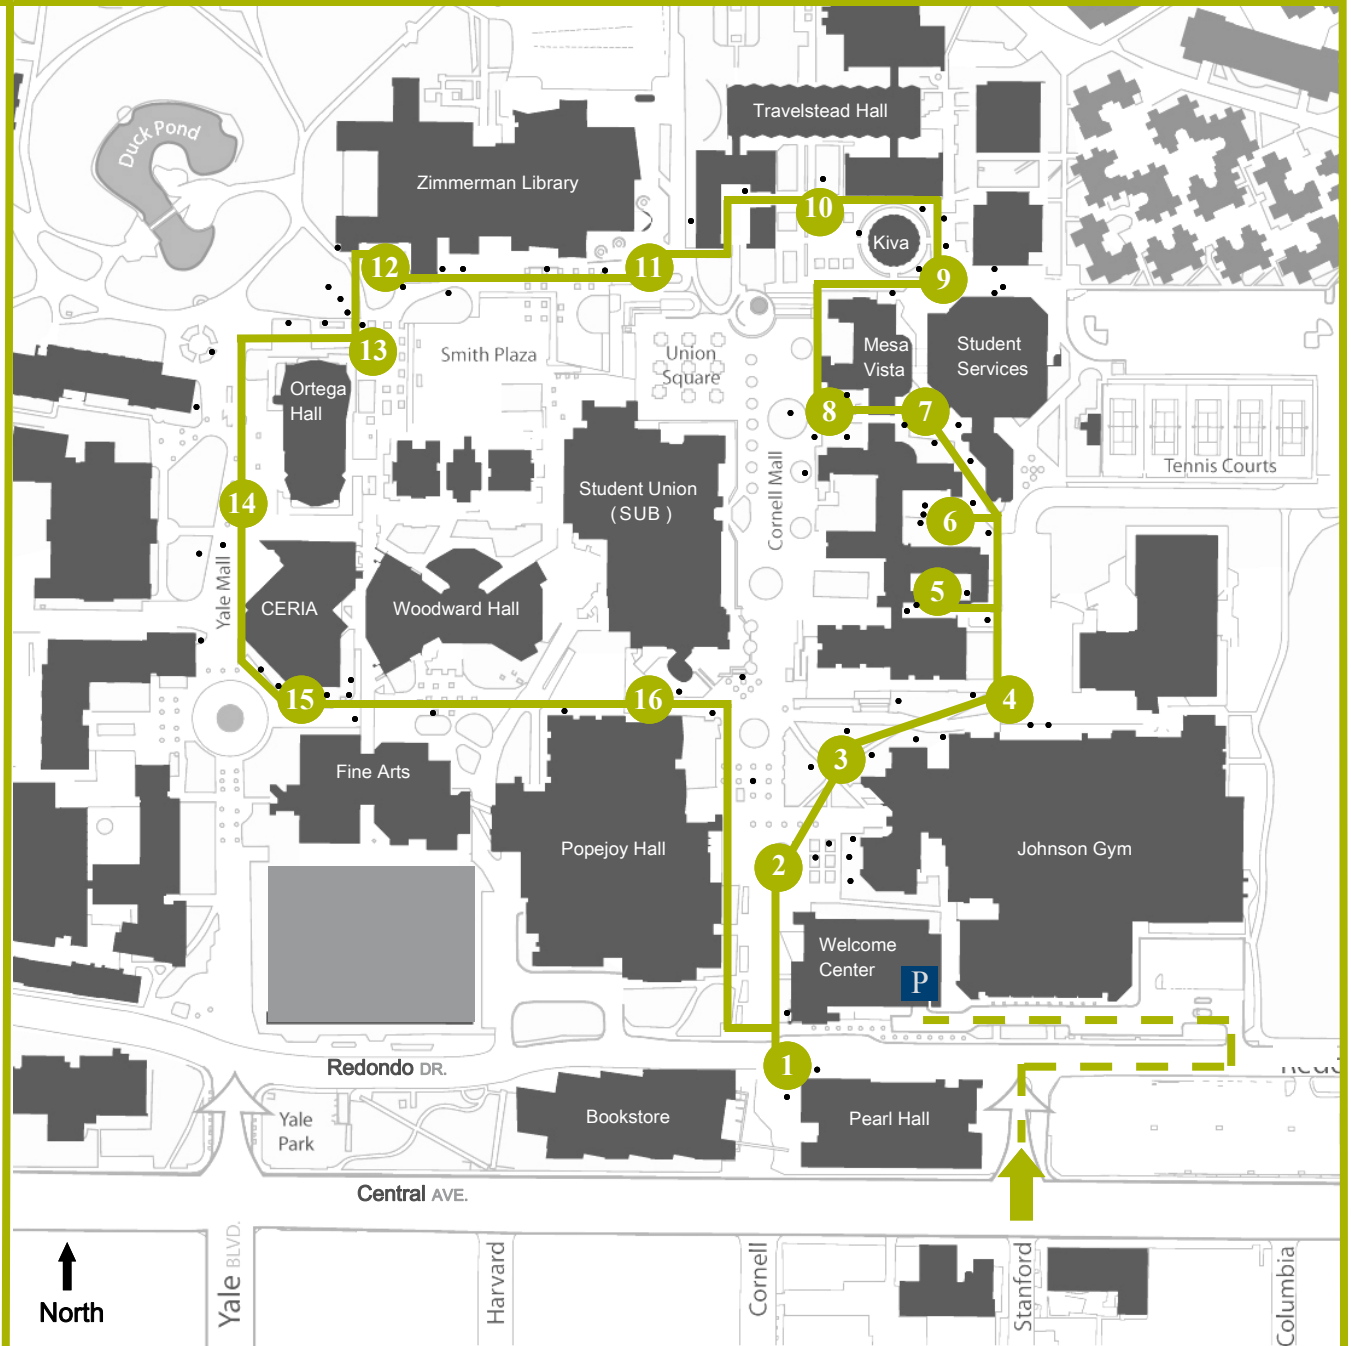 Duck Pond
Travelstead Hall
Zimmerman Library
10
Kiva
12
11
9
13
Smith Plaza
Union
Square
Mesa
Vista
Student
Services
Ortega
Hall
8
7
Cornell Mall
Tennis Courts
Student Union
( SUB )
14
6
Yale Mall
5
CERIA
Woodward Hall
15
16
4
3
Fine Arts
Popejoy Hall
Johnson Gym
2
Welcome
Center
P
1
Redondo DR.
Yale
Park
Bookstore
Pearl Hall
Central AVE.
North
Yale BLVD.
Harvard
Cornell
Stanford
Columbia